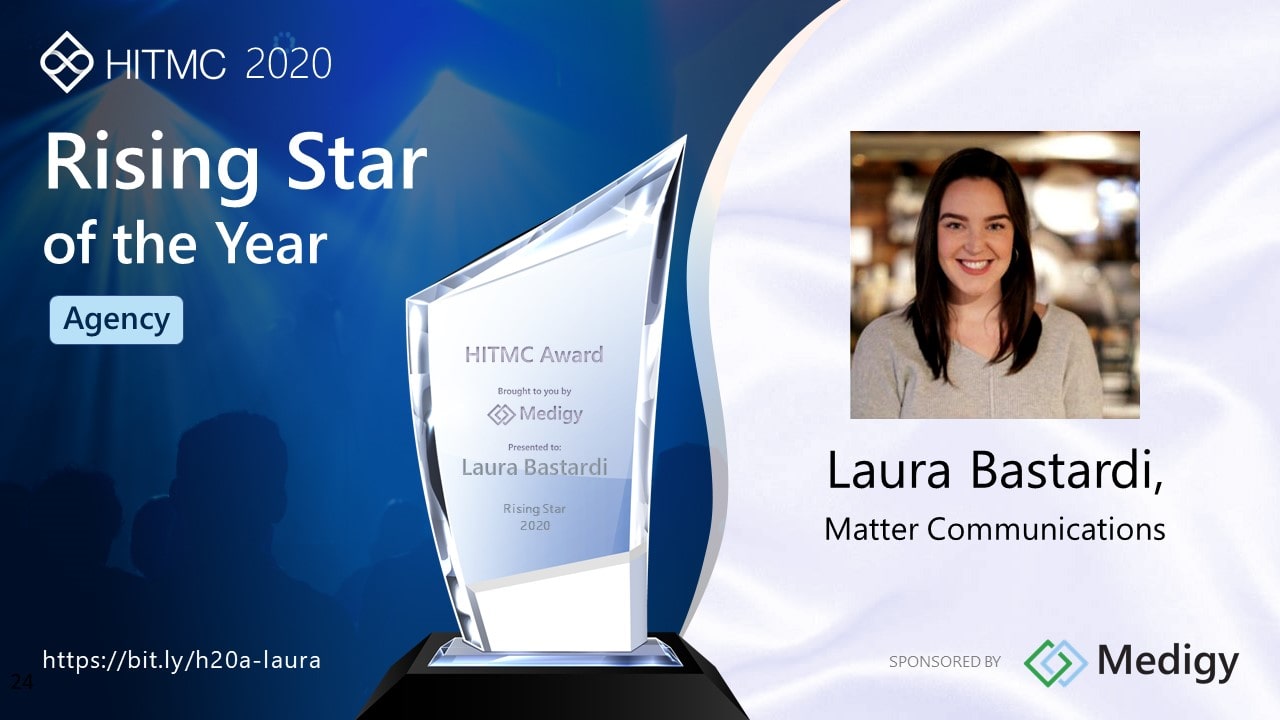 HITMC 2020
Rising Star
of the Year
Agency
HITMC Award
Brought to you by
Medigy
Presented to:
Laura Bastardi
Rising Star
2020
https://bit.ly/h20a-laura
24
Laura Bastardi,
Matter Communications
SPONSORED BY Medigy